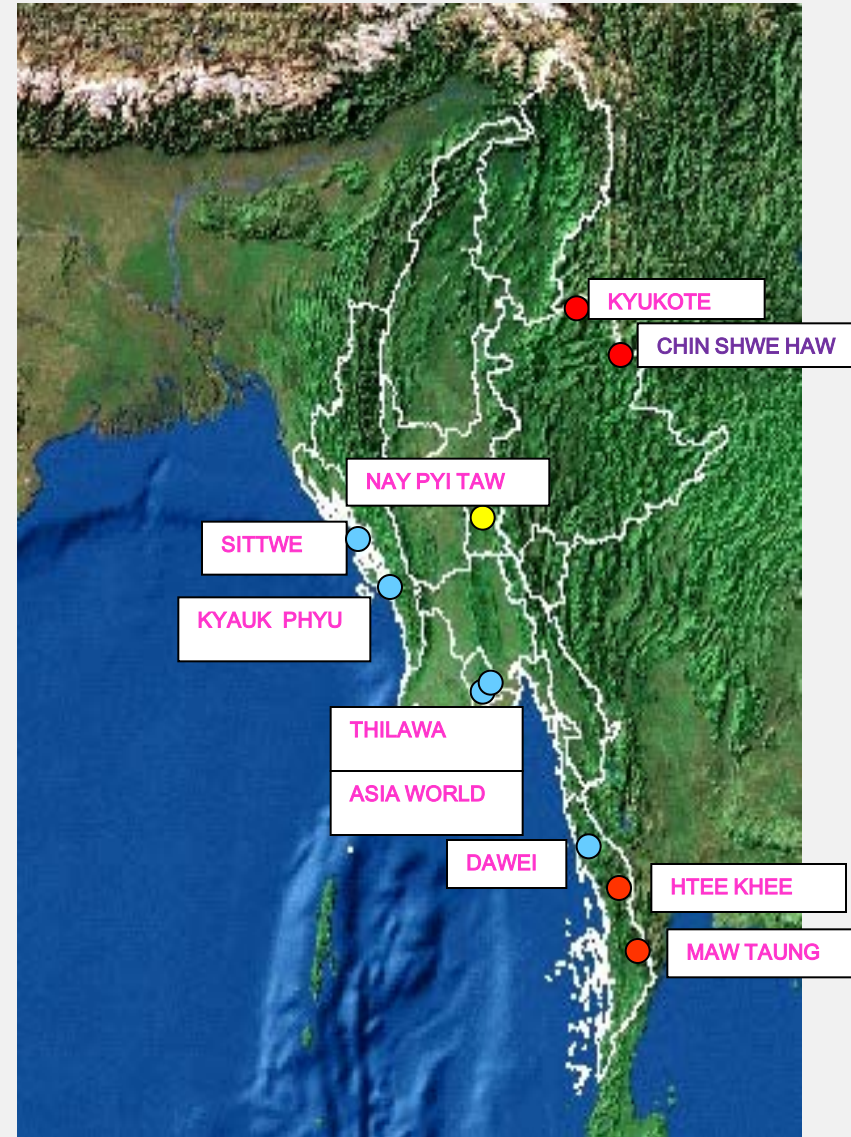 KYUKOTE
CHIN SHWE HAW
NAY PYI TAW
SITTWE
KYAUK  PHYU
THILAWA
ASIA WORLD
DAWEI
HTEE KHEE
MAW TAUNG